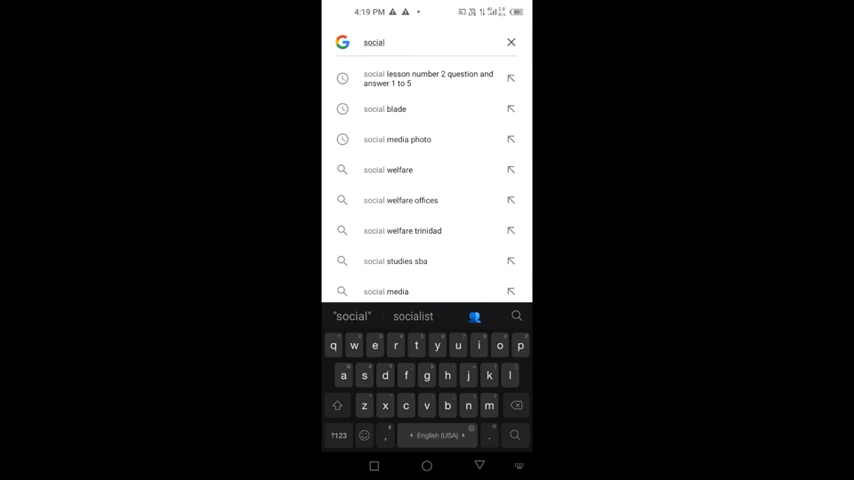 4:19 PM
social
social lesson number 2 question and
answer 1 to 5
social blade
social media photo
social welfare
social welfare offices
social welfare trinidad
social studies sba
social media
"social" socialist
q w e r t y u i o p
a s d f g h j k l
z x c v b n m
?123 , English (USA) .